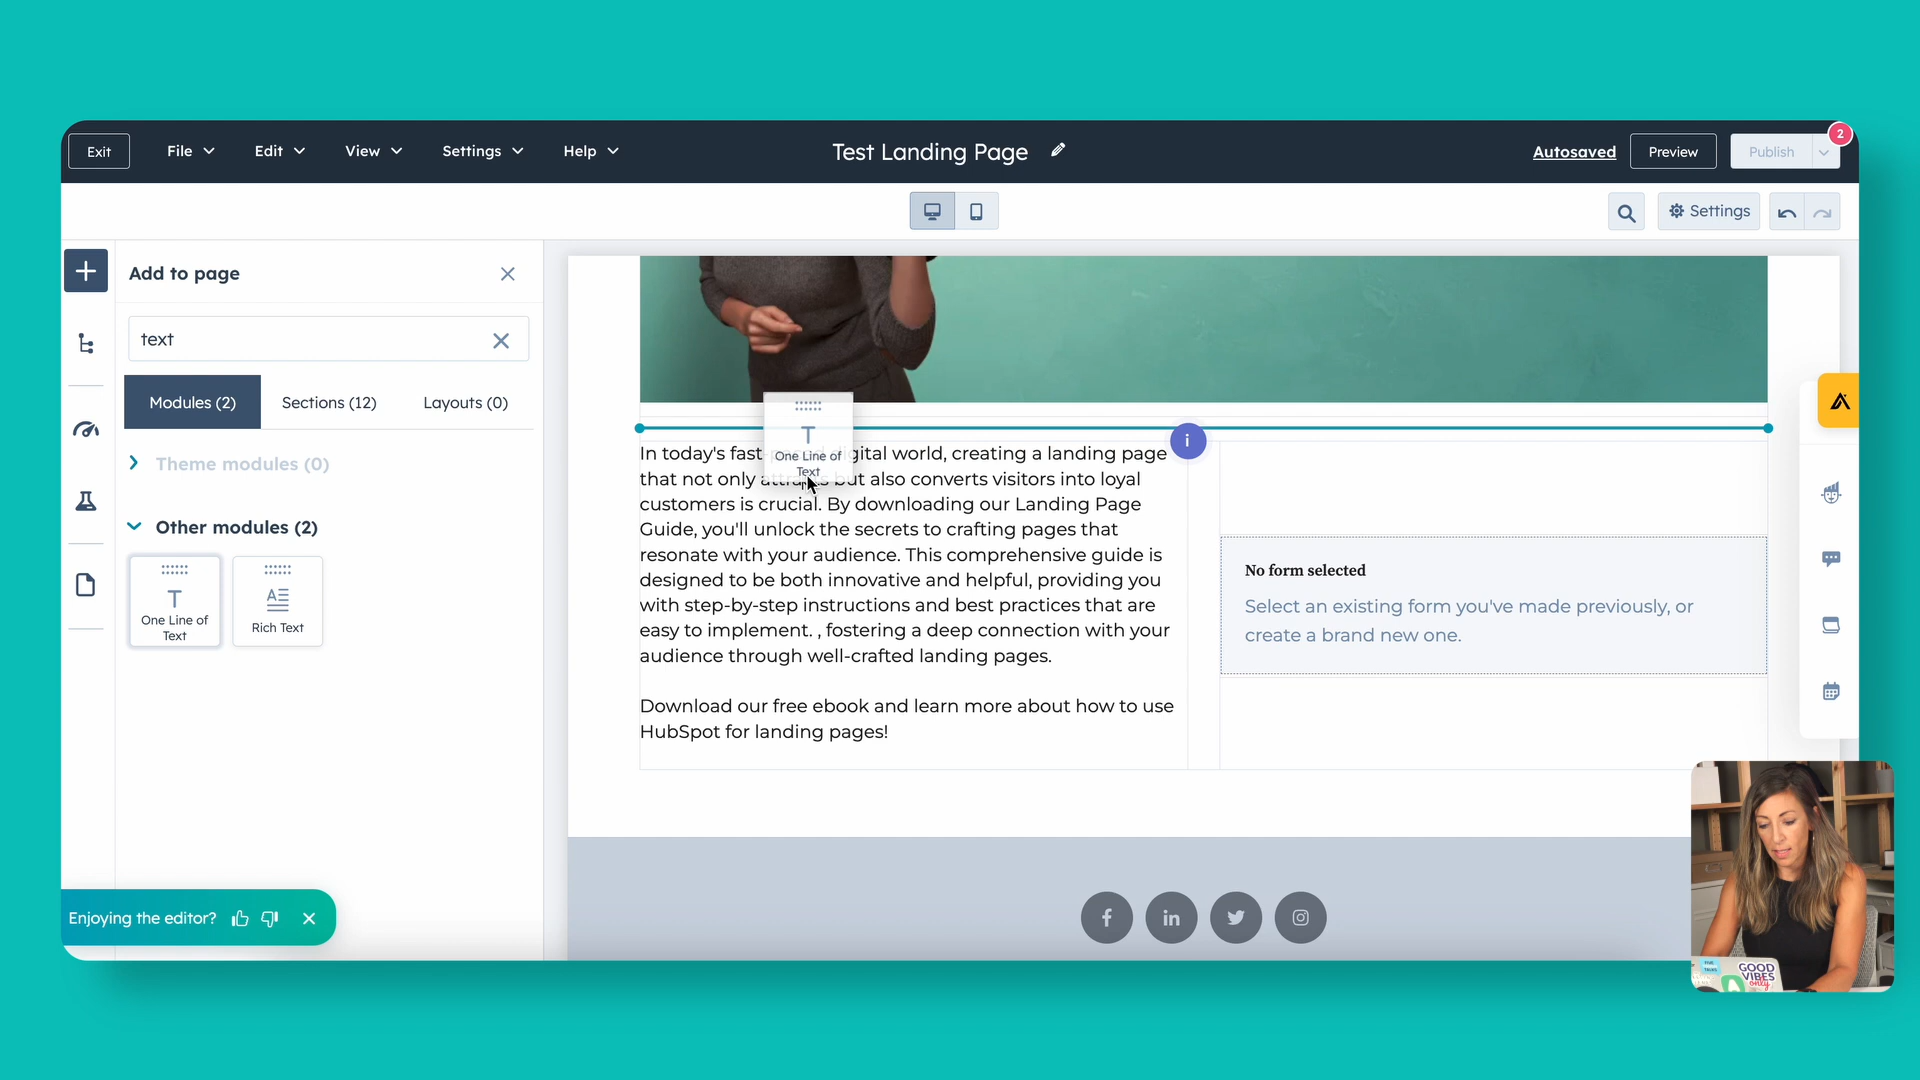 Exit
File
Edit
View
Settings
Help
Test Landing Page
Autosaved
Preview
Publish
2
Settings
Add to page
text
Modules (2)
Sections (12)
Layouts (0)
Theme modules (0)
Other modules (2)
One Line of
Text
Rich Text
One Line of
Text
i
In today's fast- digital world, creating a landing page
that not only attracts but also converts visitors into loyal
customers is crucial. By downloading our Landing Page
Guide, you'll unlock the secrets to crafting pages that
resonate with your audience. This comprehensive guide is
designed to be both innovative and helpful, providing you
with step-by-step instructions and best practices that are
easy to implement. , fostering a deep connection with your
audience through well-crafted landing pages.
Download our free ebook and learn more about how to use
HubSpot for landing pages!
No form selected
Select an existing form you've made previously, or
create a brand new one.
Enjoying the editor?
GOOD
VIBES
only